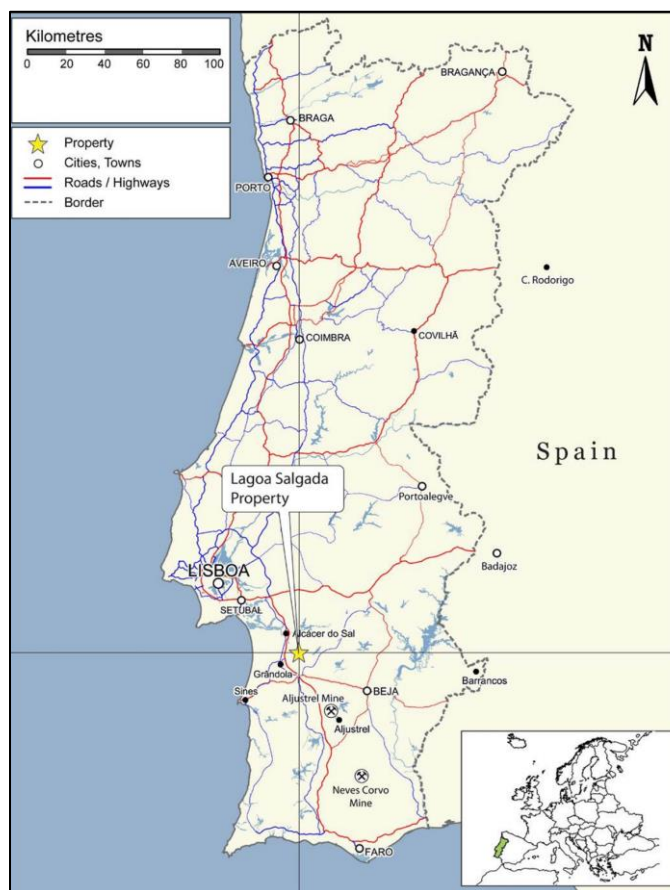 Kilometres
0 20 40 60 80 100
Property
Cities, Towns
Roads / Highways
Border
N
BRAGANÇA
BRAGA
PORTO
AVEIRO
C. Rodorigo
COIMBRA
COVILHÃ
Spain
Lagoa Salgada
Property
Portoalegve
Badajoz
LISBOA
SETÚBAL
Alcácer do Sal
Grândola
Barrancos
Sines
BEJA
Aljustrel Mine
Aljustrel
Neves Corvo
Mine
FARO